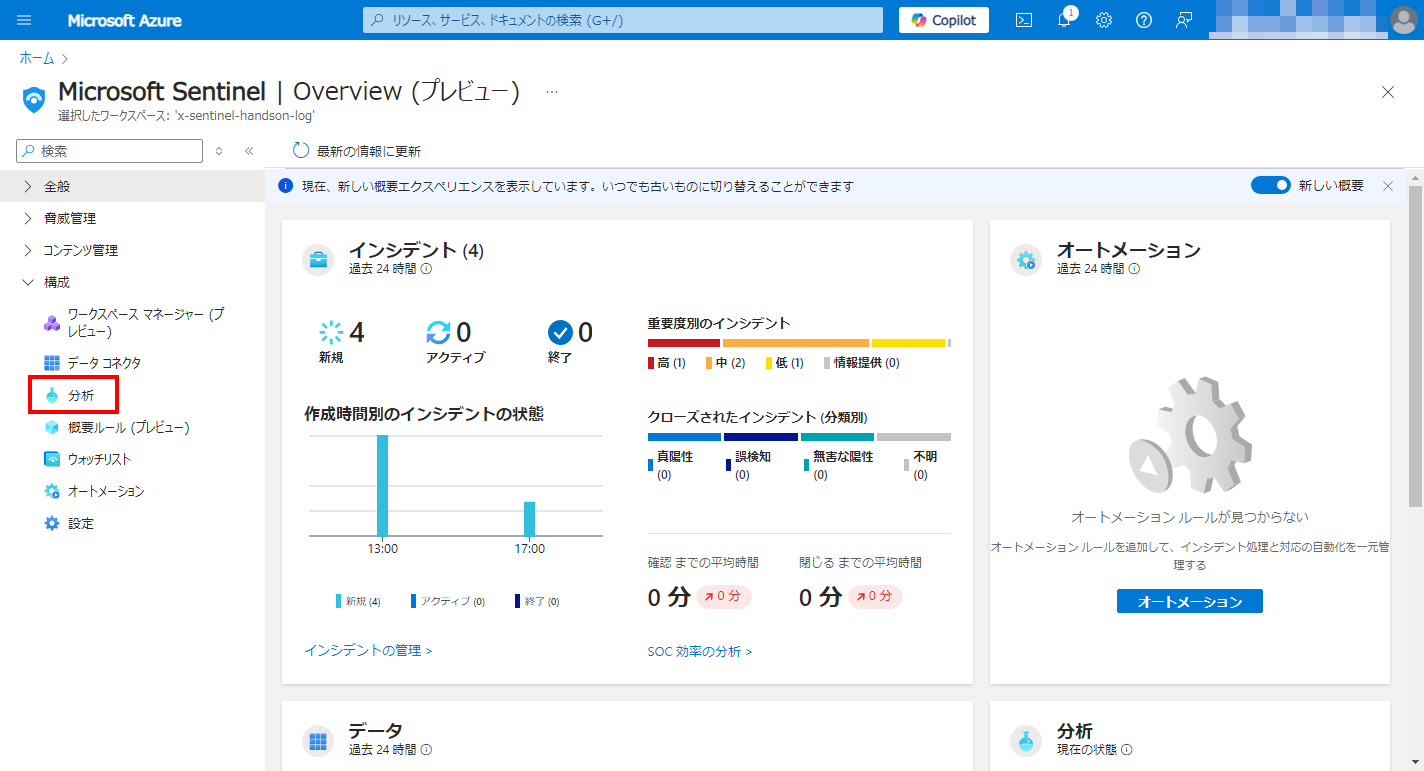 Microsoft Azure
リソース、サービス、ドキュメントの検索 (G+/)
Copilot
1
ホーム >
Microsoft Sentinel | Overview (プレビュー) ...
選択したワークスペース: 'x-sentinel-handson-log'
検索
最新の情報に更新
全般
脅威管理
コンテンツ管理
構成
ワークスペース マネージャー (プ
レビュー)
データ コネクタ
分析
概要ルール (プレビュー)
ウォッチリスト
オートメーション
設定
現在、新しい概要エクスペリエンスを表示しています。いつでも古いものに切り替えることができます
新しい概要
インシデント (4)
過去 24 時間
4
新規
0
アクティブ
0
終了
作成時間別のインシデントの状態
13:00
17:00
新規 (4)
アクティブ (0)
終了 (0)
インシデントの管理 >
重要度別のインシデント
高 (1)
中 (2)
低 (1)
情報提供 (0)
クローズされたインシデント (分類別)
真陽性
(0)
誤検知
(0)
無害な陽性
(0)
不明
(0)
確認 までの平均時間
0 分
0 分
閉じる までの平均時間
0 分
0 分
SOC 効率の分析 >
オートメーション
過去 24 時間
オートメーション ルールが見つからない
オートメーション ルールを追加して、インシデント処理と対応の自動化を一元管
理する
オートメーション
データ
過去 24 時間
分析
現在の状態